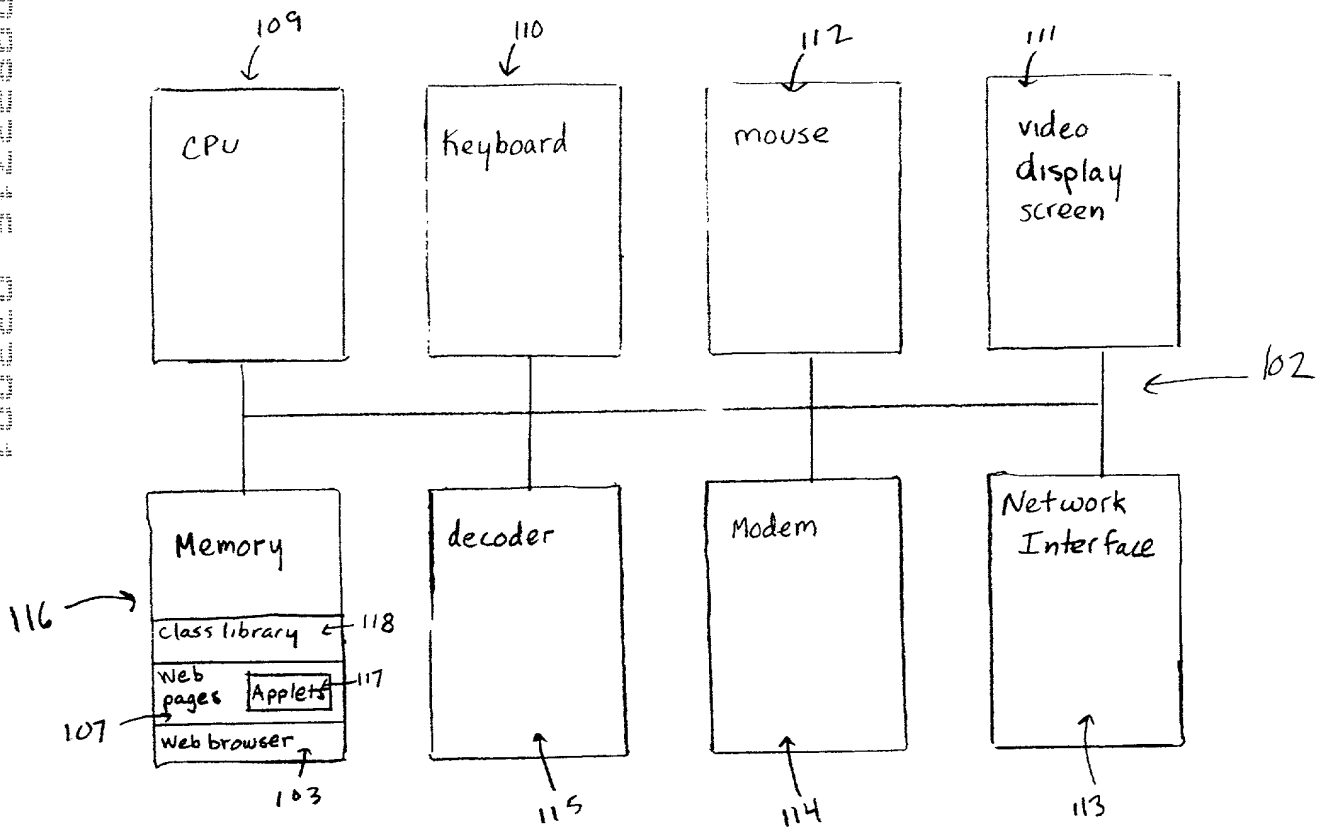 109
110
112
111
CPU
Keyboard
mouse
video
display
screen
102
Memory
decoder
Modem
Network
Interface
116
class library
118
Web
pages
Applets
117
107
Web browser
103
115
114
113